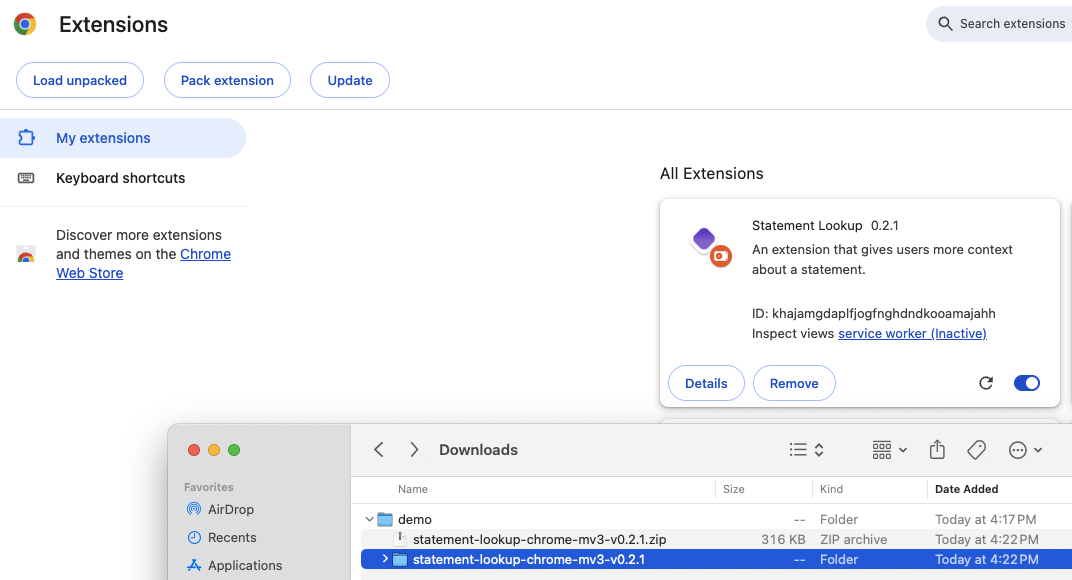 Extensions
Search extensions
Load unpacked
Pack extension
Update
My extensions
Keyboard shortcuts
Discover more extensions
and themes on the Chrome
Web Store
All Extensions
Statement Lookup 0.2.1
An extension that gives users more context
about a statement.
ID: khajamgdaplfjogfnghdndkooamajahh
Inspect views service worker (Inactive)
Details
Remove
Downloads
Favorites
AirDrop
Recents
Applications
Name Size Kind Date Added
demo -- Folder Today at 4:17 PM
statement-lookup-chrome-mv3-v0.2.1.zip 316 KB ZIP archive Today at 4:22 PM
statement-lookup-chrome-mv3-v0.2.1 -- Folder Today at 4:22 PM